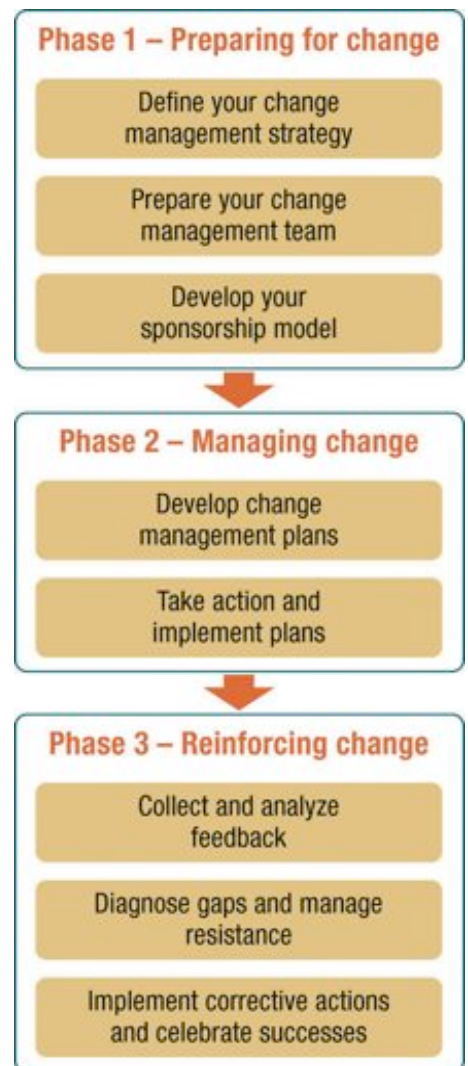 Phase 1 – Preparing for change
Define your change
management strategy
Prepare your change
management team
Develop your
sponsorship model
Phase 2 – Managing change
Develop change
management plans
Take action and
implement plans
Phase 3 – Reinforcing change
Collect and analyze
feedback
Diagnose gaps and manage
resistance
Implement corrective actions
and celebrate successes